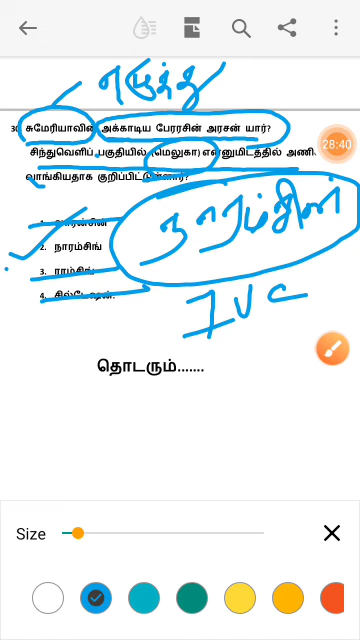 எழுத்து
30. சுமேரியாவின் அக்காடிய பேரரசின் அரசன் யார்?
28:40
சிந்துவெளிப் பகுதியில் (மெலுகா) என்னுமிடத்தில் அணி
வாங்கியதாக குறிப்பிட்டுள்ளார்?
நாரம்சின்
1.
2. நாரம்சிங்
3. ராம்சிங்
4.
IVC
தொடரும்.......
Size